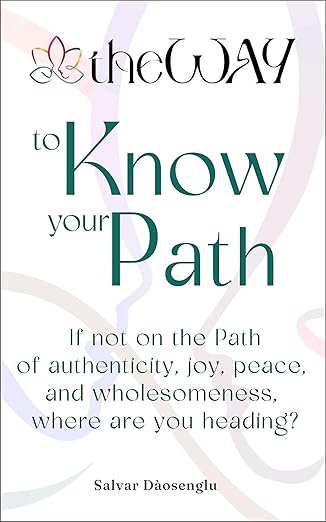 theWAY
to Know
your Path
If not on the Path
of authenticity, joy, peace,
and wholesomeness,
where are you heading?
Salvar Dàosenglu